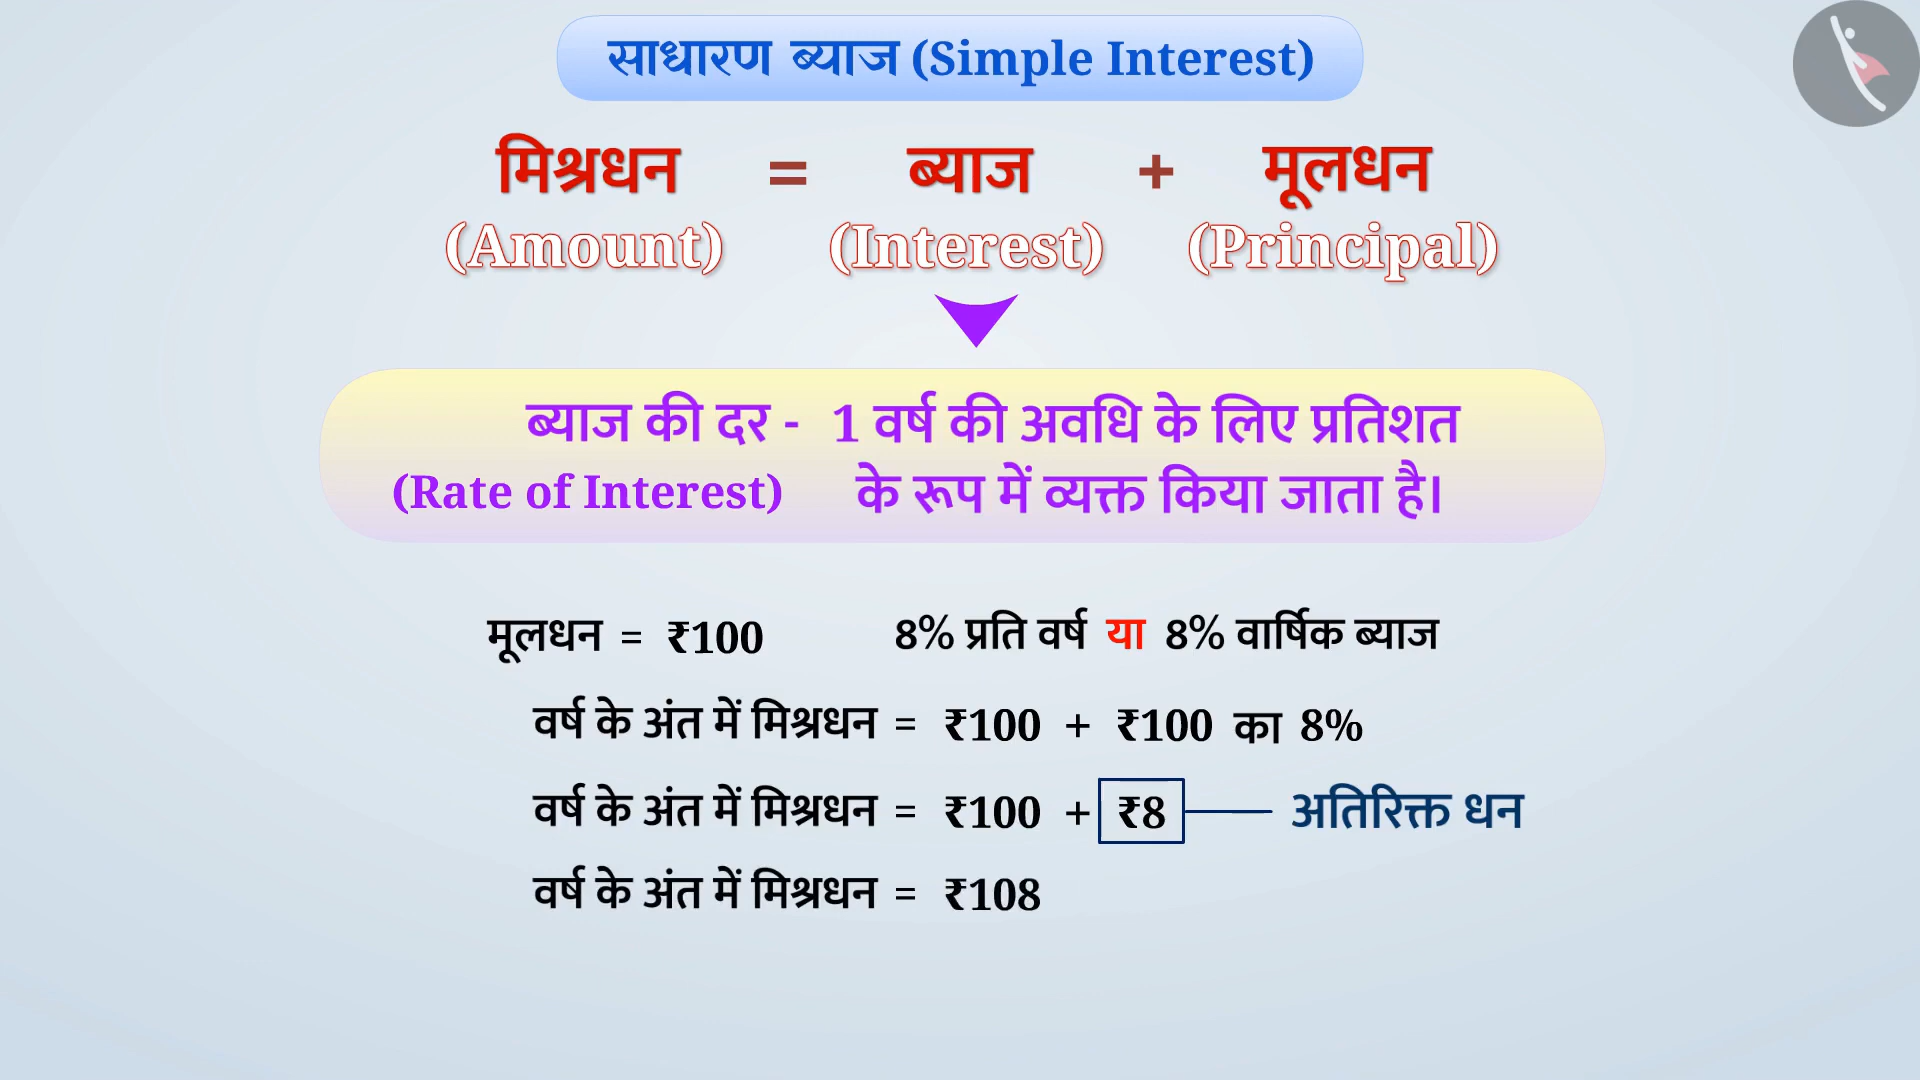 साधारण ब्याज (Simple Interest)
मिश्रधन = ब्याज + मूलधन
(Amount) (Interest) (Principal)
ब्याज की दर - 1 वर्ष की अवधि के लिए प्रतिशत
(Rate of Interest) के रूप में व्यक्त किया जाता है।
मूलधन = ₹100 8% प्रति वर्ष या 8% वार्षिक ब्याज
वर्ष के अंत में मिश्रधन = ₹100 + ₹100 का 8%
वर्ष के अंत में मिश्रधन = ₹100 + ₹8 अतिरिक्त धन
वर्ष के अंत में मिश्रधन = ₹108